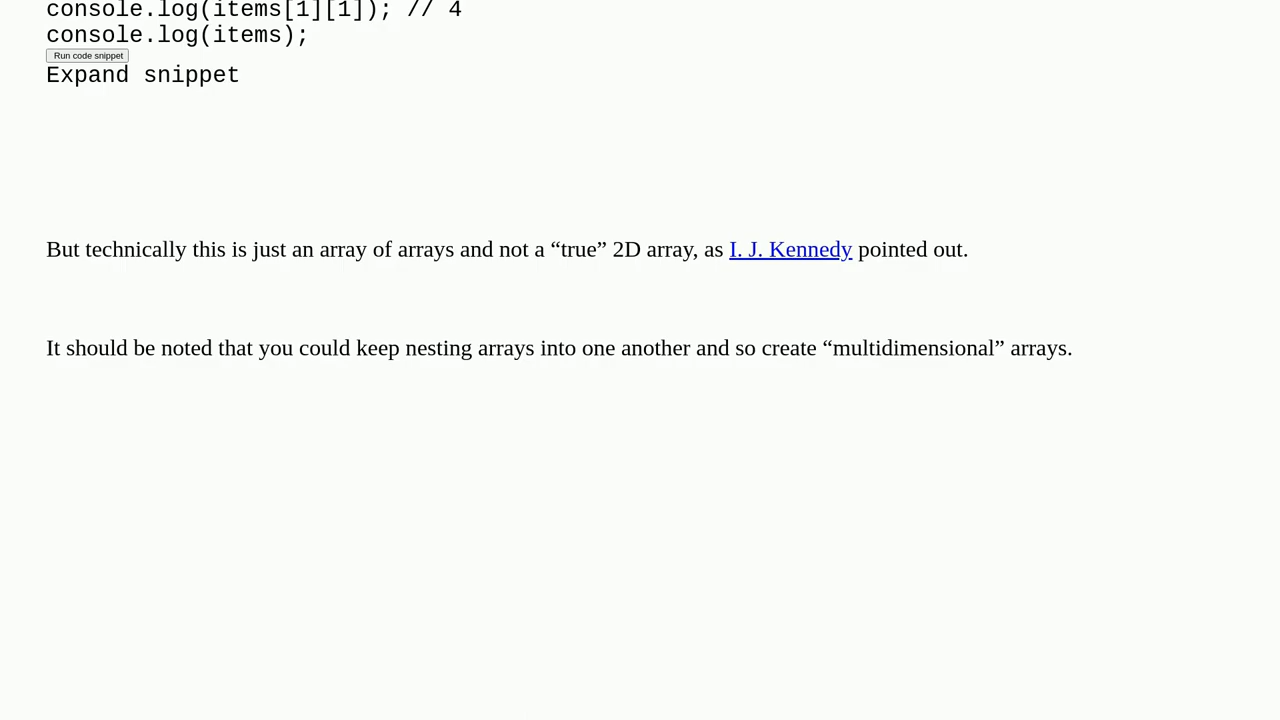 console.log(items[1][1]); // 4
console.log(items);
Run code snippet
Expand snippet
But technically this is just an array of arrays and not a “true” 2D array, as I. J. Kennedy pointed out.
It should be noted that you could keep nesting arrays into one another and so create “multidimensional” arrays.